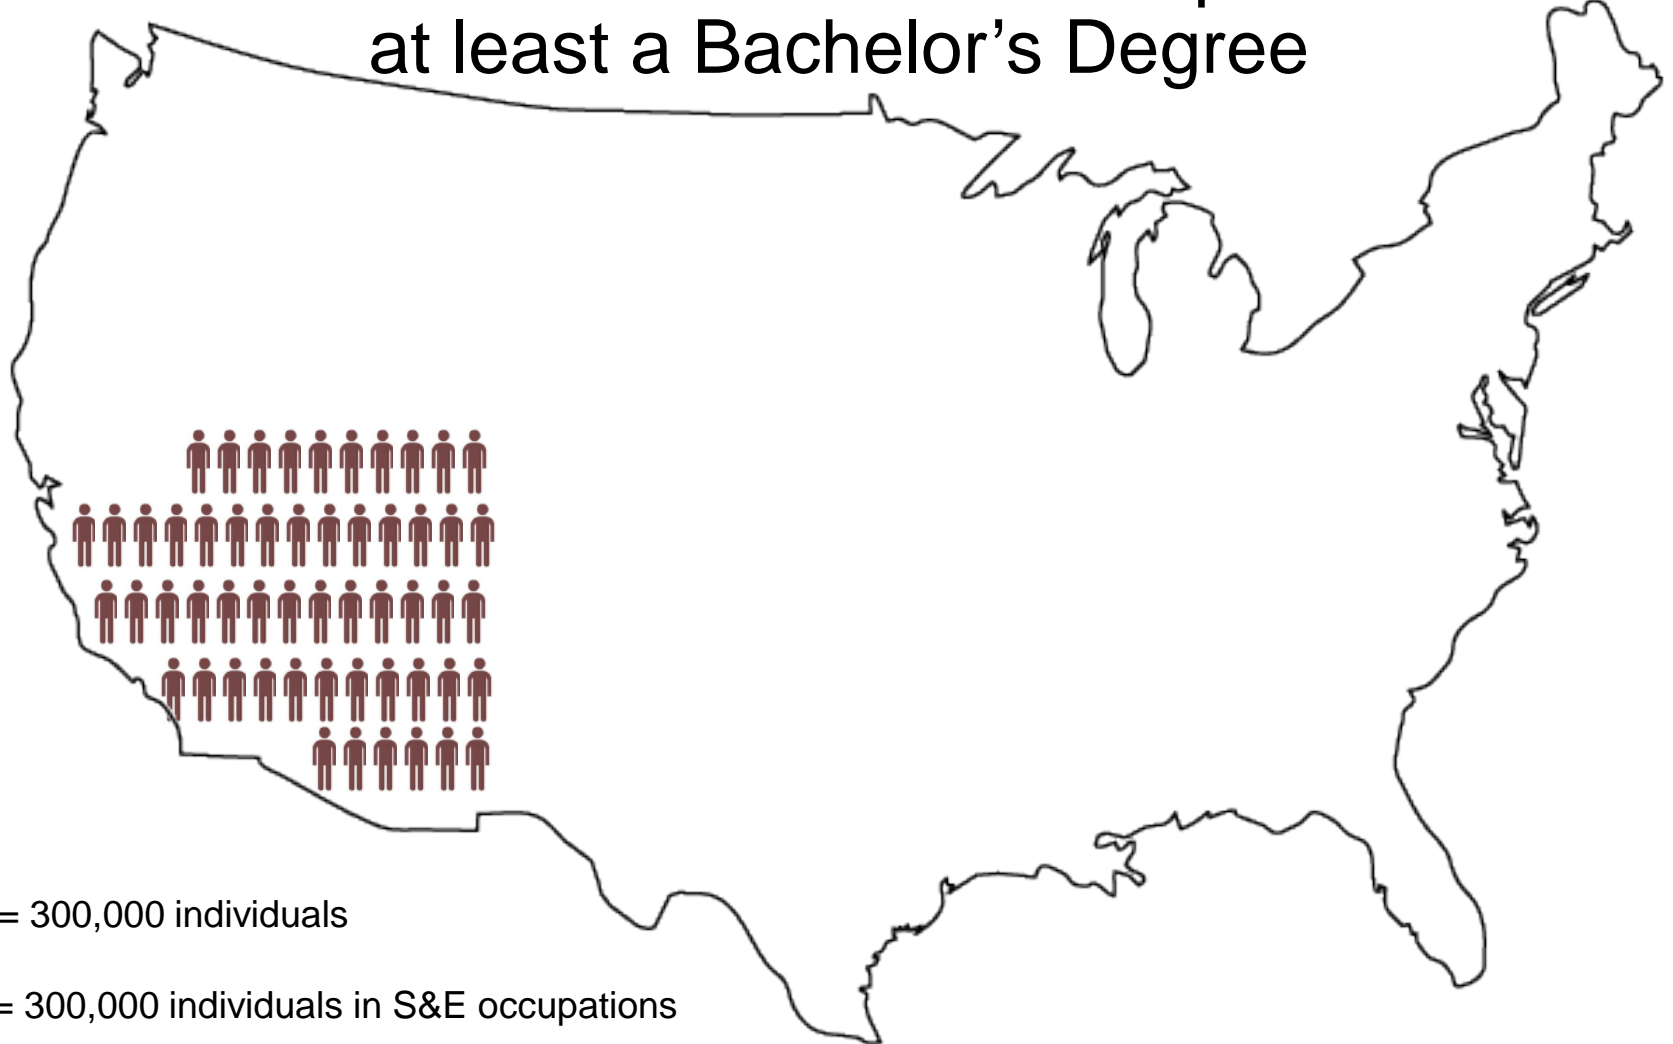 at least a Bachelor’s Degree
= 300,000 individuals
= 300,000 individuals in S&E occupations